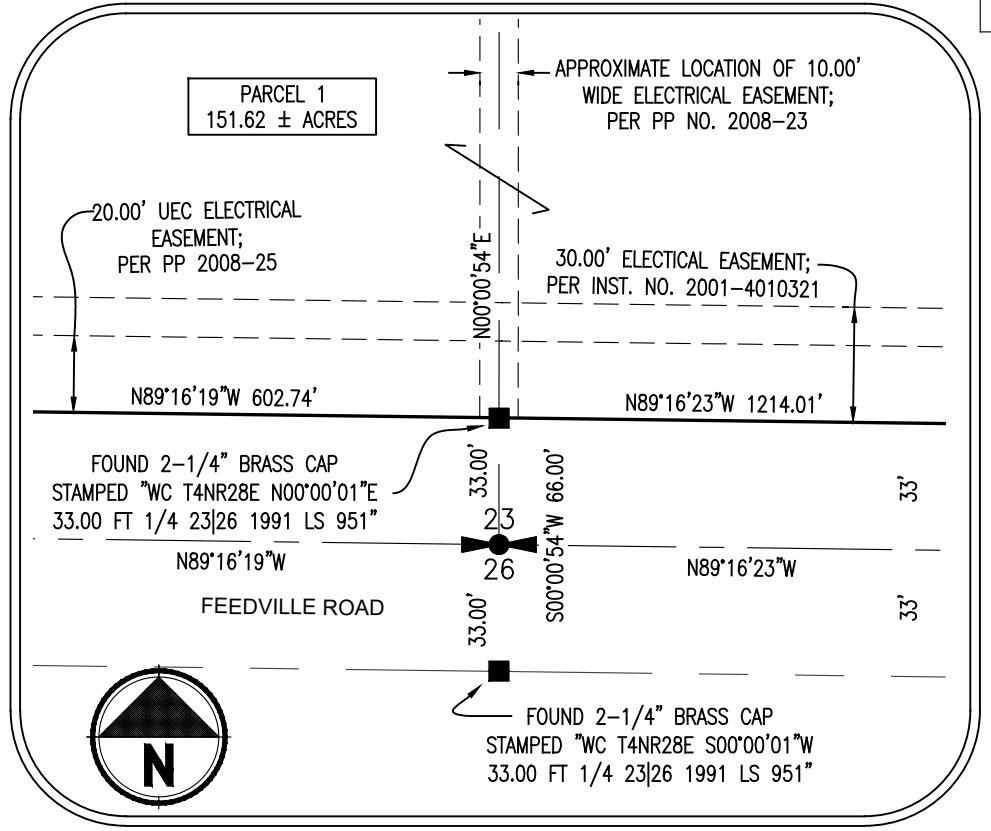 PARCEL 1
151.62 ± ACRES
APPROXIMATE LOCATION OF 10.00'
WIDE ELECTRICAL EASEMENT;
PER PP NO. 2008-23
20.00' UEC ELECTRICAL
EASEMENT;
PER PP 2008-25
N00°00'54"E
30.00' ELECTICAL EASEMENT;
PER INST. NO. 2001-4010321
N89°16'19"W 602.74'
N89°16'23"W 1214.01'
FOUND 2-1/4" BRASS CAP
STAMPED "WC T4NR28E N00°00'01"E
33.00 FT 1/4 23|26 1991 LS 951"
33.00'
S00°00'54"W 66.00'
33'
23
26
N89°16'19"W
N89°16'23"W
FEEDVILLE ROAD
33.00'
33'
N
FOUND 2-1/4" BRASS CAP
STAMPED "WC T4NR28E S00°00'01"W
33.00 FT 1/4 23|26 1991 LS 951"